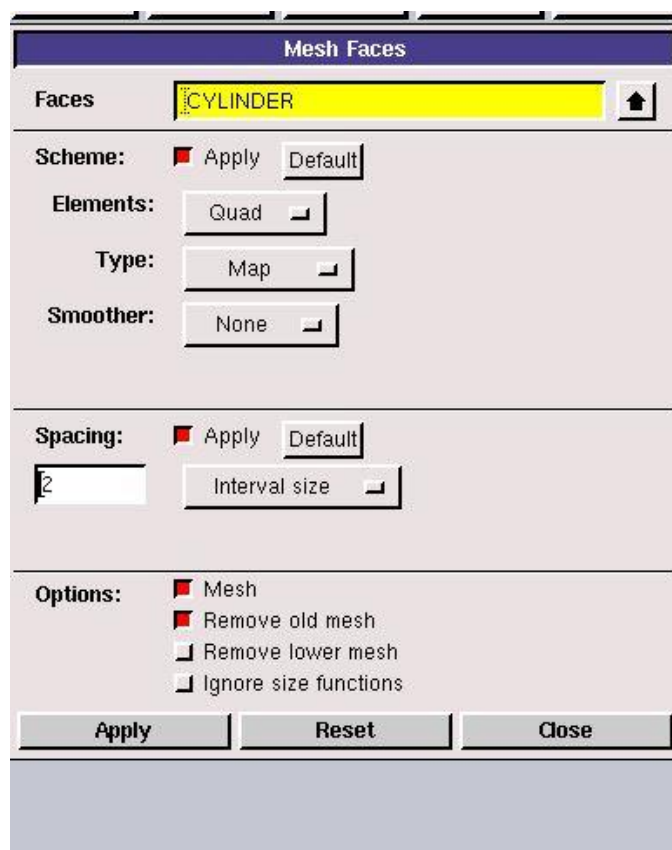 Mesh Faces
Faces CYLINDER
Scheme: Apply Default
Elements: Quad
Type: Map
Smoother: None
Spacing: Apply Default
2 Interval size
Options: Mesh
Remove old mesh
Remove lower mesh
Ignore size functions
Apply Reset Close